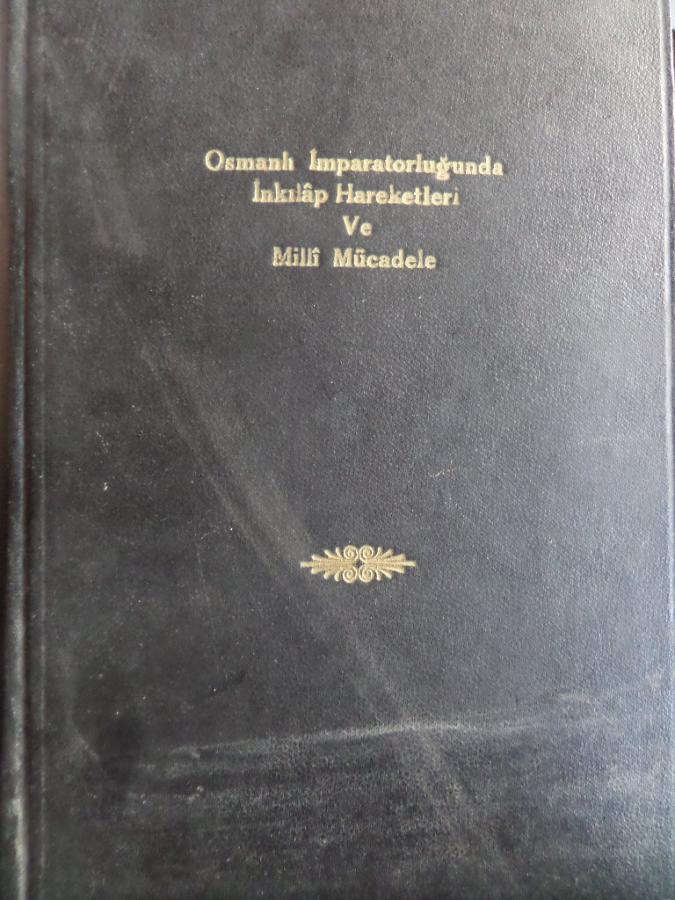 Osmanlı İmparatorluğunda
İnkılâp Hareketleri
Ve
Millî Mücadele